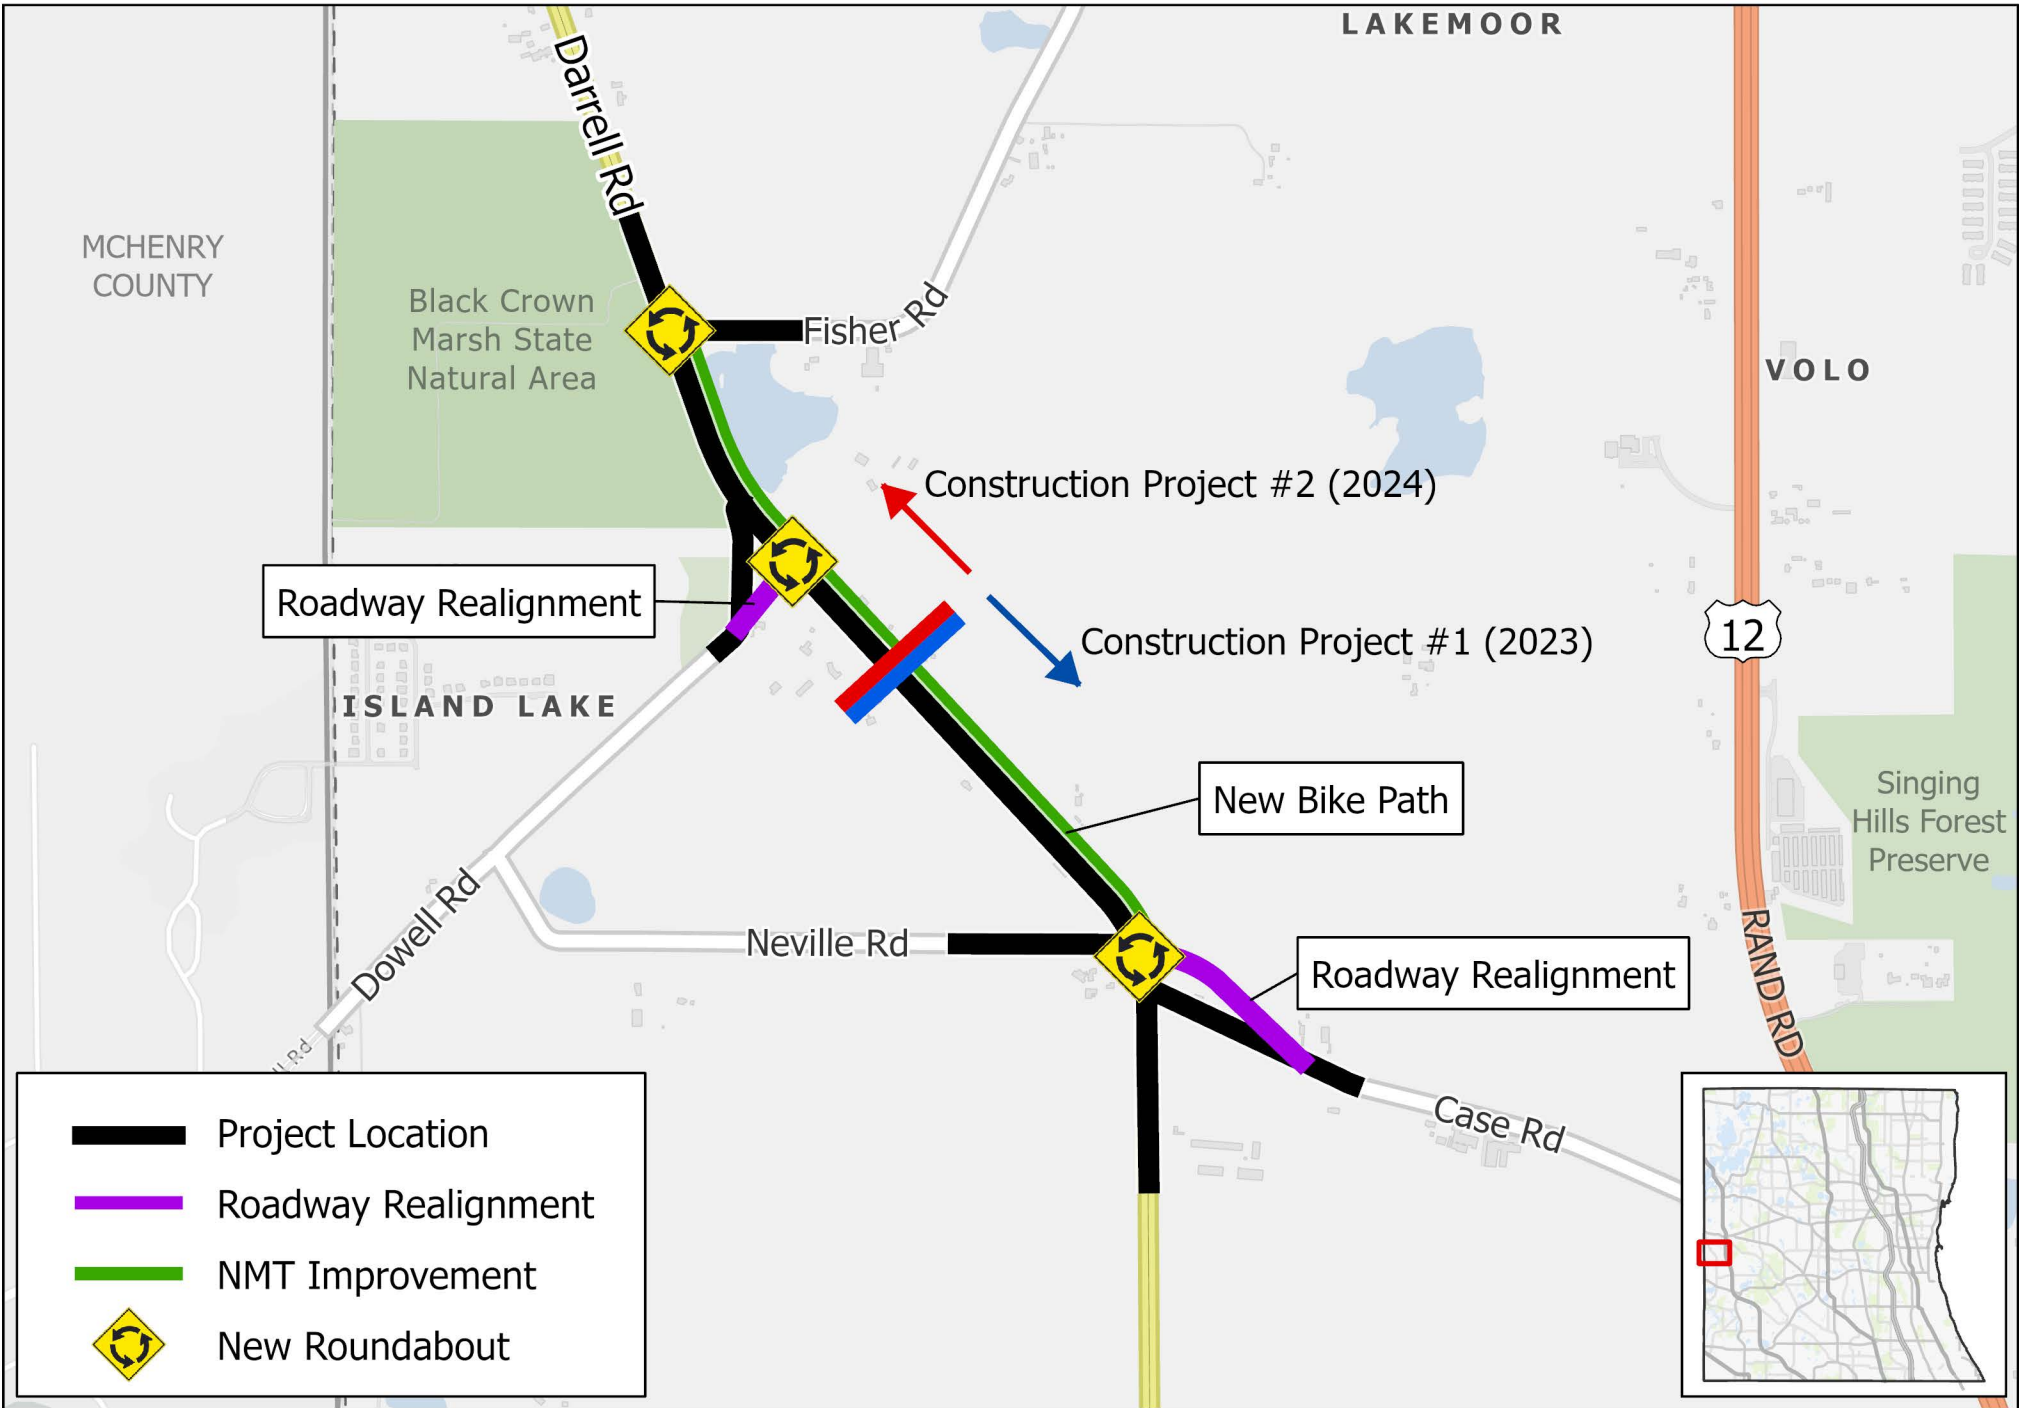 LAKEMOOR
Darrell Rd
MCHENRY
COUNTY
Black Crown
Marsh State
Natural Area
Fisher Rd
VOLO
Construction Project #2 (2024)
Roadway Realignment
12
Construction Project #1 (2023)
ISLAND LAKE
New Bike Path
Singing
Hills Forest
Preserve
Dowell Rd
Neville Rd
RAND RD
Roadway Realignment
ll Rd
Case Rd
Project Location
Roadway Realignment
NMT Improvement
New Roundabout